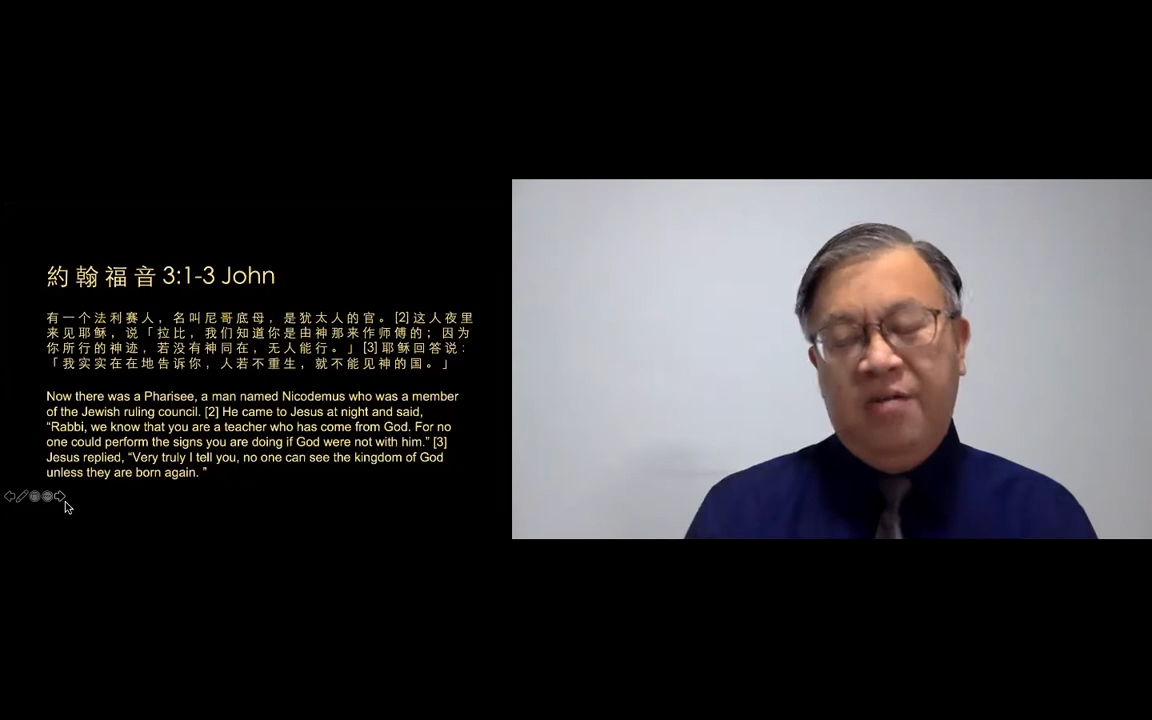 約翰福音 3:1-3 John
有一个法利赛人，名叫尼哥底母，是犹太人的官。[2] 这人夜里
来见耶稣，说「拉比，我们知道你是由神那来作师傅的；因为
你所行的神迹，若没有神同在，无人能行。」[3] 耶稣回答说：
「我实实在在地告诉你，人若不重生，就不能见神的国。」
Now there was a Pharisee, a man named Nicodemus who was a member
of the Jewish ruling council. [2] He came to Jesus at night and said,
“Rabbi, we know that you are a teacher who has come from God. For no
one could perform the signs you are doing if God were not with him.” [3]
Jesus replied, “Very truly I tell you, no one can see the kingdom of God
unless they are born again. ”